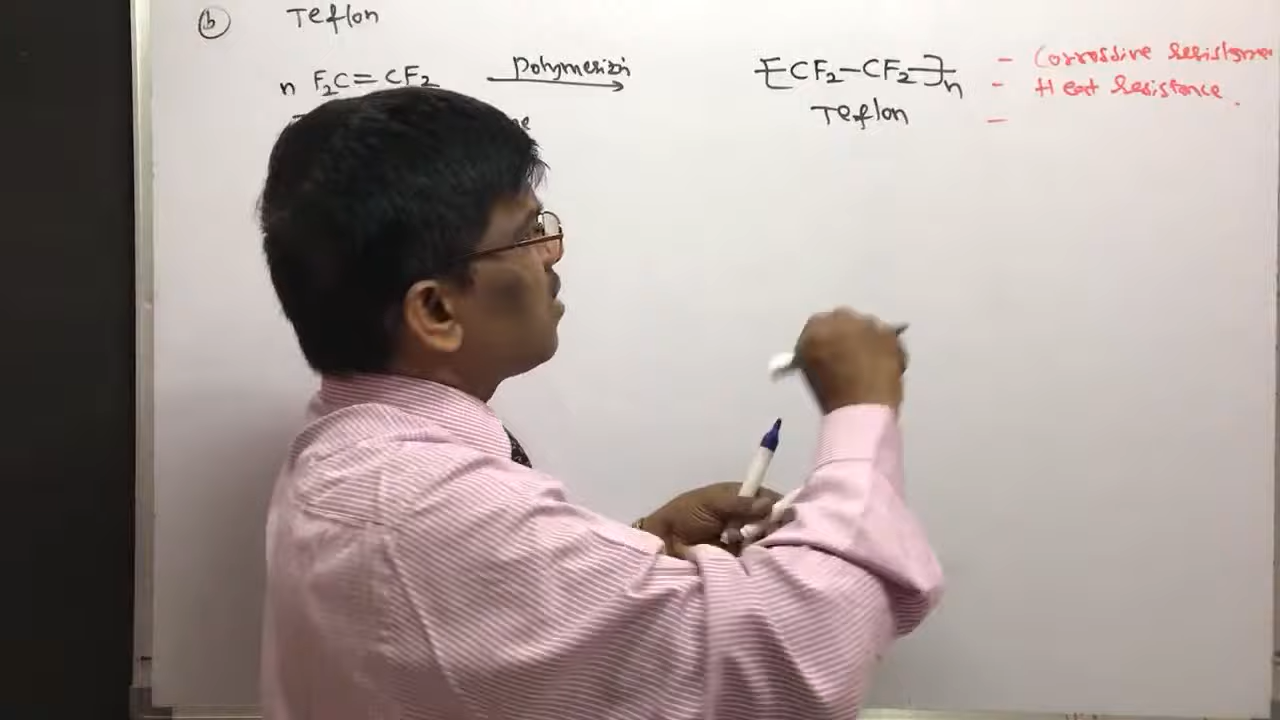 b Teflon
n F₂C=CF₂ Polymerizn [CF₂-CF₂]n - Corrossive resistance
Teflon - Heat resistance
-